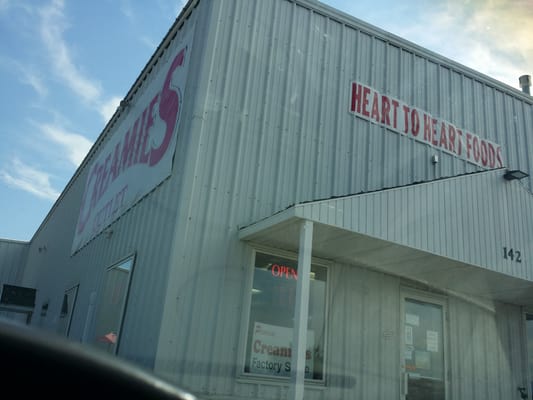 CREAMIES
OUTLET
HEART TO HEART FOODS
142
OPEN
Creamies
Factory Store